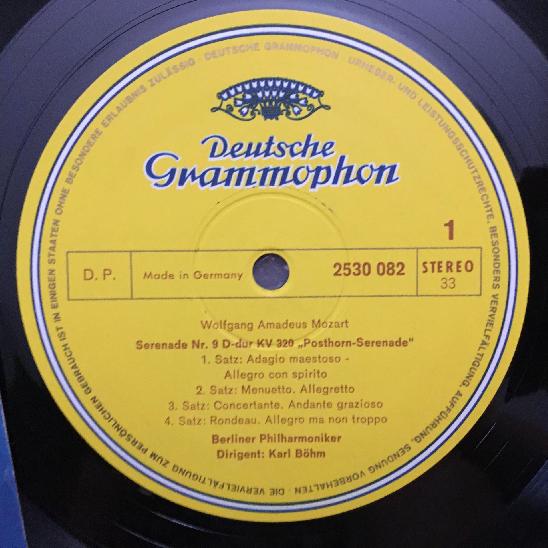 DEUTSCHE GRAMMOPHON · URHEBER- UND LEISTUNGSSCHUTZRECHTE, BESONDERS VERVIELFÄLTIGUNG, AUFFÜHRUNG, SENDUNG VORBEHALTEN · DIE VERVIELFÄLTIGUNG ZUM PERSÖNLICHEN GEBRAUCH IST IN EINIGEN STAATEN OHNE BESONDERE ERLAUBNIS ZULÄSSIG ·
Deutsche
Grammophon
1
D. P. Made in Germany 2530 082 STEREO
33
Wolfgang Amadeus Mozart
Serenade Nr. 9 D-dur KV 320 „Posthorn-Serenade“
1. Satz: Adagio maestoso -
Allegro con spirito
2. Satz: Menuetto. Allegretto
3. Satz: Concertante. Andante grazioso
4. Satz: Rondeau. Allegro ma non troppo
Berliner Philharmoniker
Dirigent: Karl Böhm